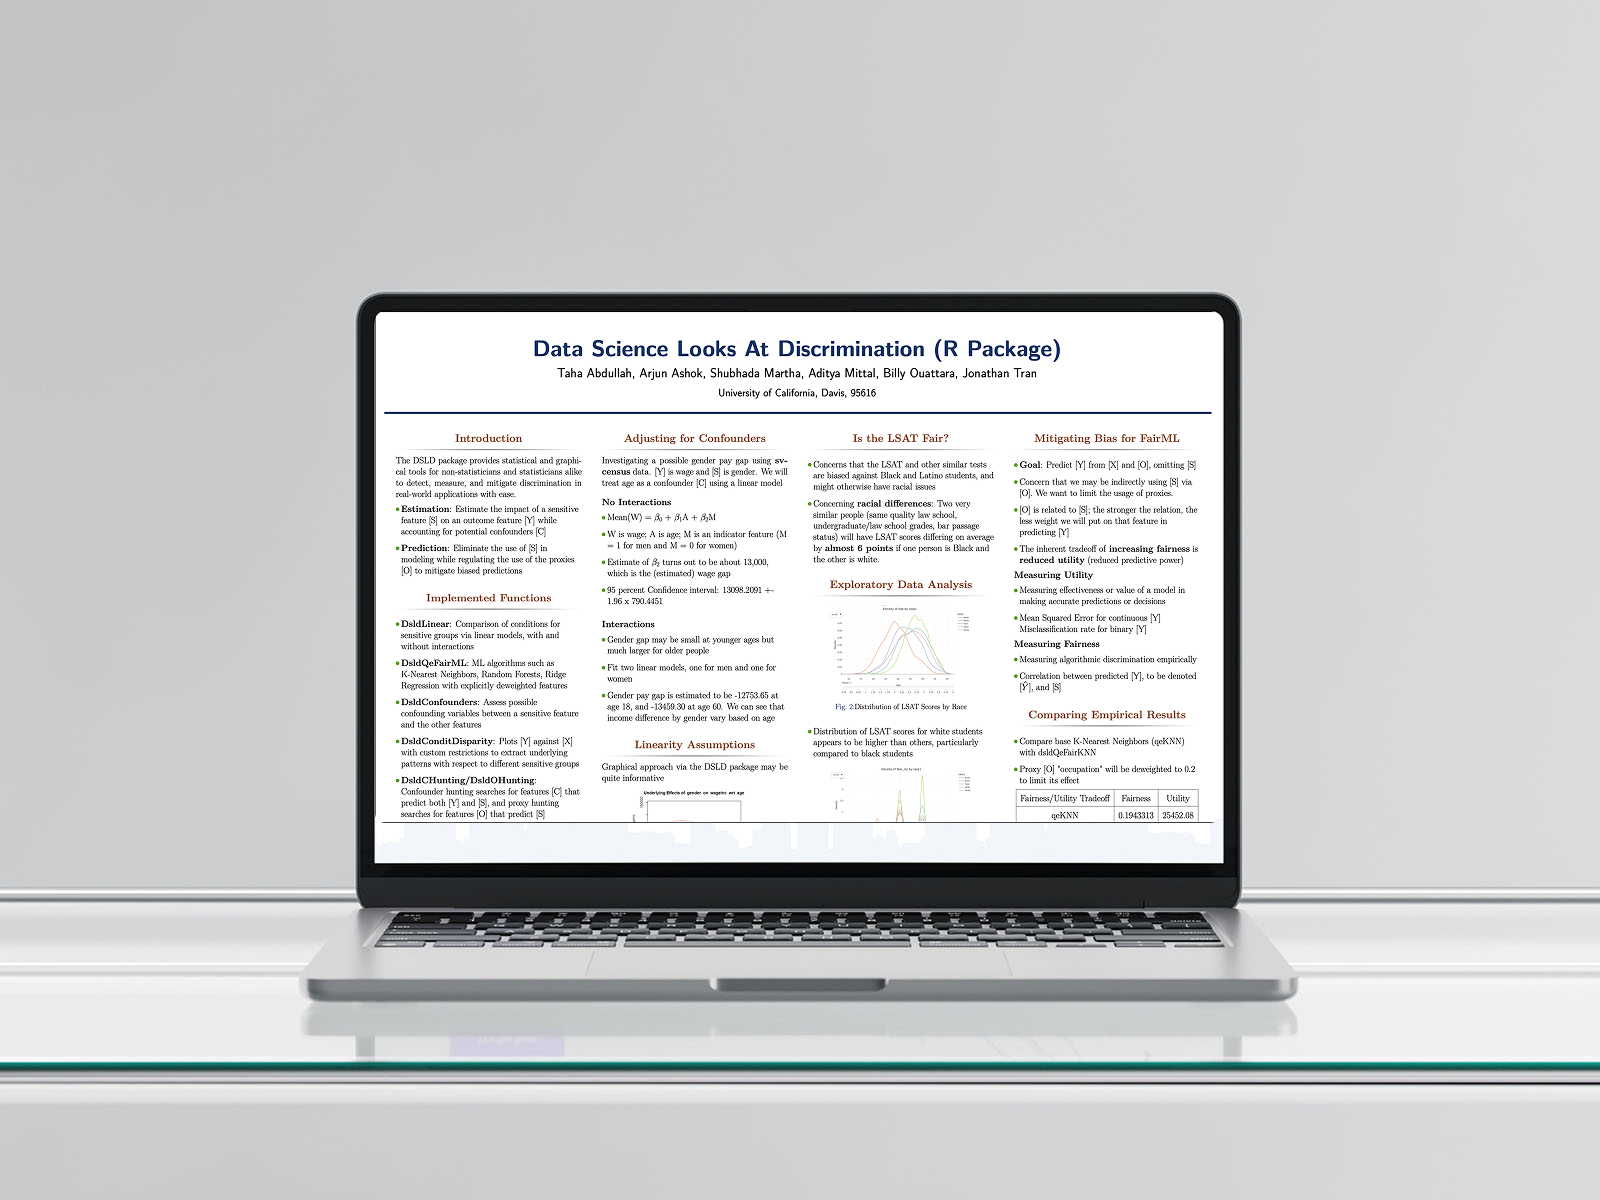 Data Science Looks At Discrimination (R Package)
Taha Abdullah, Arjun Ashok, Shubhada Martha, Aditya Mittal, Billy Ouattara, Jonathan Tran
University of California, Davis, 95616
Introduction
The DSLD package provides statistical and graphi-
cal tools for non-statisticians and statisticians alike
to detect, measure, and mitigate discrimination in
real-world applications with ease.
• Estimation: Estimate the impact of a sensitive
feature [S] on an outcome feature [Y] while
accounting for potential confounders [C]
• Prediction: Eliminate the use of [S] in
modeling while regulating the use of the proxies
[O] to mitigate biased predictions
Implemented Functions
• DsldLinear: Comparison of conditions for
sensitive groups via linear models, with and
without interactions
• DsldQeFairML: ML algorithms such as
K-Nearest Neighbors, Random Forests, Ridge
Regression with explicitly deweighted features
• DsldConfounders: Assess possible
confounding variables between a sensitive feature
and the other features
• DsldConditDisparity: Plots [Y] against [X]
with custom restrictions to extract underlying
patterns with respect to different sensitive groups
• DsldCHunting/DsldOHunting:
Confounder hunting searches for features [C] that
predict both [Y] and [S], and proxy hunting
searches for features [O] that predict [S]
Adjusting for Confounders
Investigating a possible gender pay gap using sv-
census data. [Y] is wage and [S] is gender. We will
treat age as a confounder [C] using a linear model
No Interactions
• Mean(W) = β₀ + β₁A + β₂M
• W is wage; A is age; M is an indicator feature (M
= 1 for men and M = 0 for women)
• Estimate of β₂ turns out to be about 13,000,
which is the (estimated) wage gap
• 95 percent Confidence interval: 13098.2091 +-
1.96 x 790.4451
Interactions
• Gender gap may be small at younger ages but
much larger for older people
• Fit two linear models, one for men and one for
women
• Gender pay gap is estimated to be -12753.65 at
age 18, and -13459.30 at age 60. We can see that
income difference by gender vary based on age
Linearity Assumptions
Graphical approach via the DSLD package may be
quite informative
Underlying Effects of gender on wageinc wrt age
Is the LSAT Fair?
• Concerns that the LSAT and other similar tests
are biased against Black and Latino students, and
might otherwise have racial issues
• Concerning racial differences: Two very
similar people (same quality law school,
undergraduate/law school grades, bar passage
status) will have LSAT scores differing on average
by almost 6 points if one person is Black and
the other is white.
Exploratory Data Analysis
Density of lsat by race1
Fig. 2:Distribution of LSAT Scores by Race
• Distribution of LSAT scores for white students
appears to be higher than others, particularly
compared to black students
Density of fam_inc by race1
Mitigating Bias for FairML
• Goal: Predict [Y] from [X] and [O], omitting [S]
• Concern that we may be indirectly using [S] via
[O]. We want to limit the usage of proxies.
• [O] is related to [S]; the stronger the relation, the
less weight we will put on that feature in
predicting [Y]
• The inherent tradeoff of increasing fairness is
reduced utility (reduced predictive power)
Measuring Utility
• Measuring effectiveness or value of a model in
making accurate predictions or decisions
• Mean Squared Error for continuous [Y]
Misclassification rate for binary [Y]
Measuring Fairness
• Measuring algorithmic discrimination empirically
• Correlation between predicted [Y], to be denoted
[Ŷ], and [S]
Comparing Empirical Results
• Compare base K-Nearest Neighbors (qeKNN)
with dsldQeFairKNN
• Proxy [O] "occupation" will be deweighted to 0.2
to limit its effect
Fairness/Utility Tradeoff Fairness Utility
qeKNN 0.1943313 25452.08